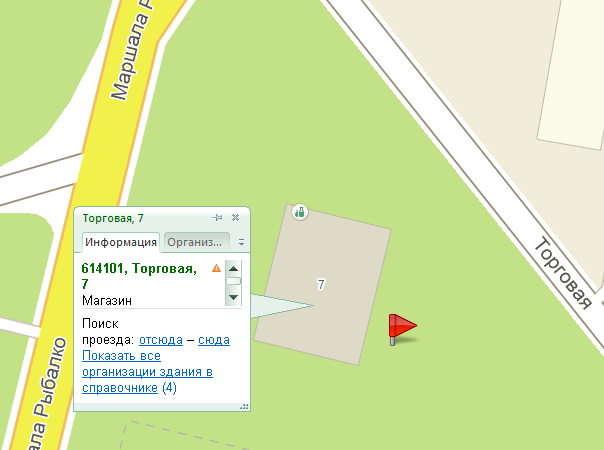 Маршала Р
Торговая, 7
Информация
Организ...
614101, Торговая,
7
Магазин
Поиск
проезда: отсюда – сюда
Показать все
организации здания в
справочнике (4)
7
Торговая
ала Рыбалко